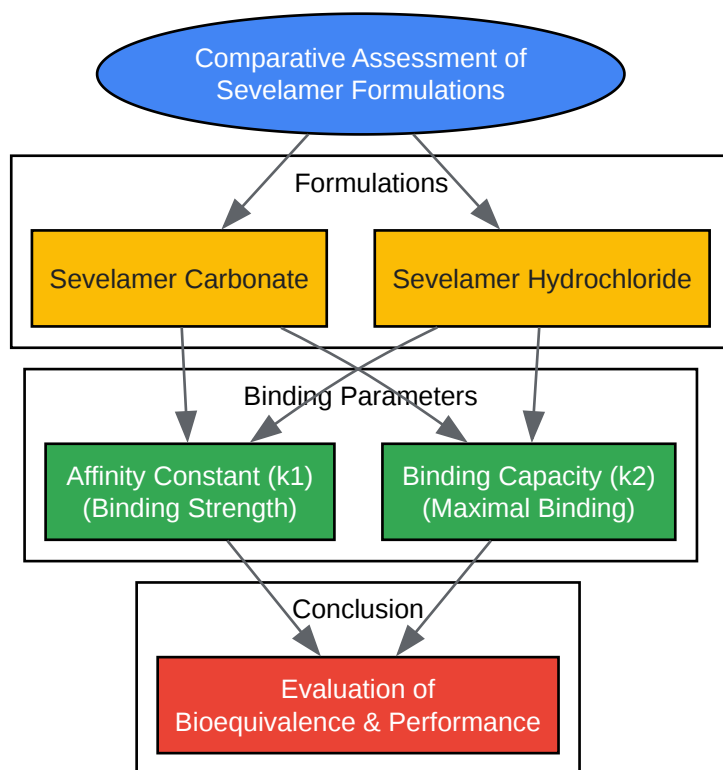 Comparative Assessment of
Sevelamer Formulations
Formulations
Sevelamer Carbonate
Sevelamer Hydrochloride
Binding Parameters
Affinity Constant (k1)
(Binding Strength)
Binding Capacity (k2)
(Maximal Binding)
Conclusion
Evaluation of
Bioequivalence & Performance